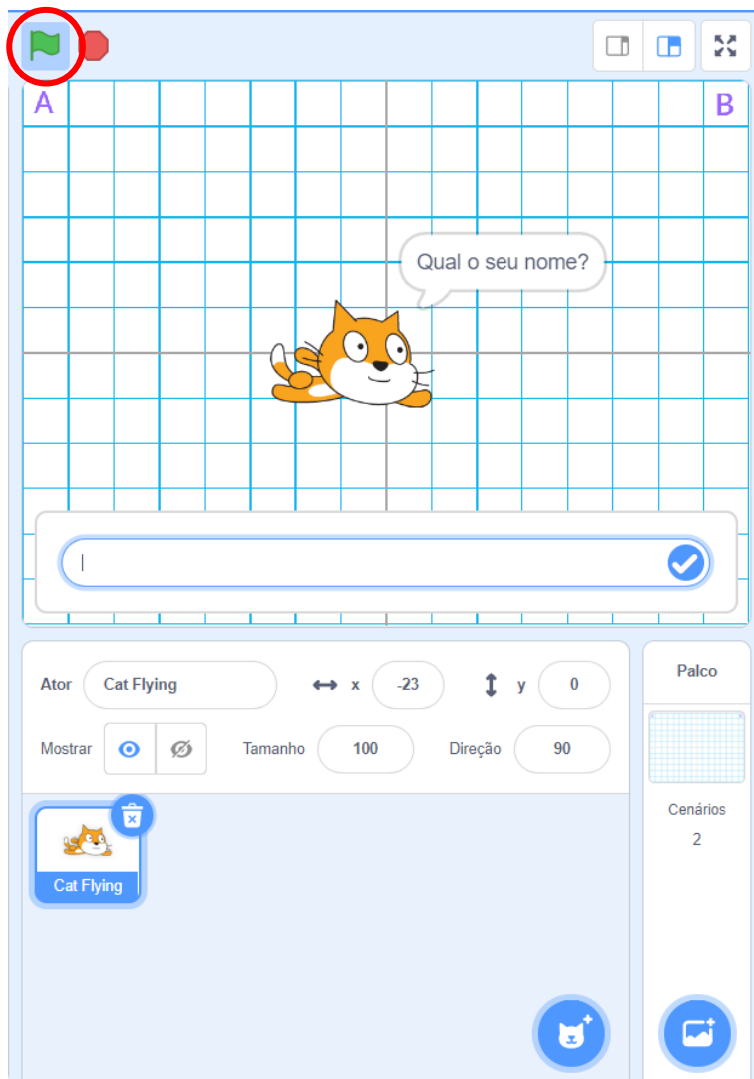 A
B
Qual o seu nome?
Ator
Cat Flying
x
-23
y
0
Mostrar
Tamanho
100
Direção
90
Cat Flying
Palco
Cenários
2